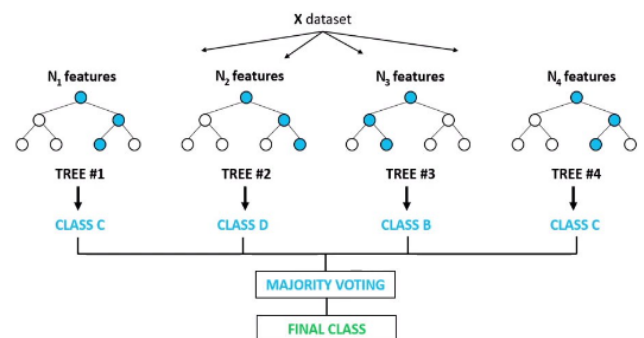 X dataset
N1 features N2 features N3 features N4 features
TREE #1 TREE #2 TREE #3 TREE #4
CLASS C CLASS D CLASS B CLASS C
MAJORITY VOTING
FINAL CLASS